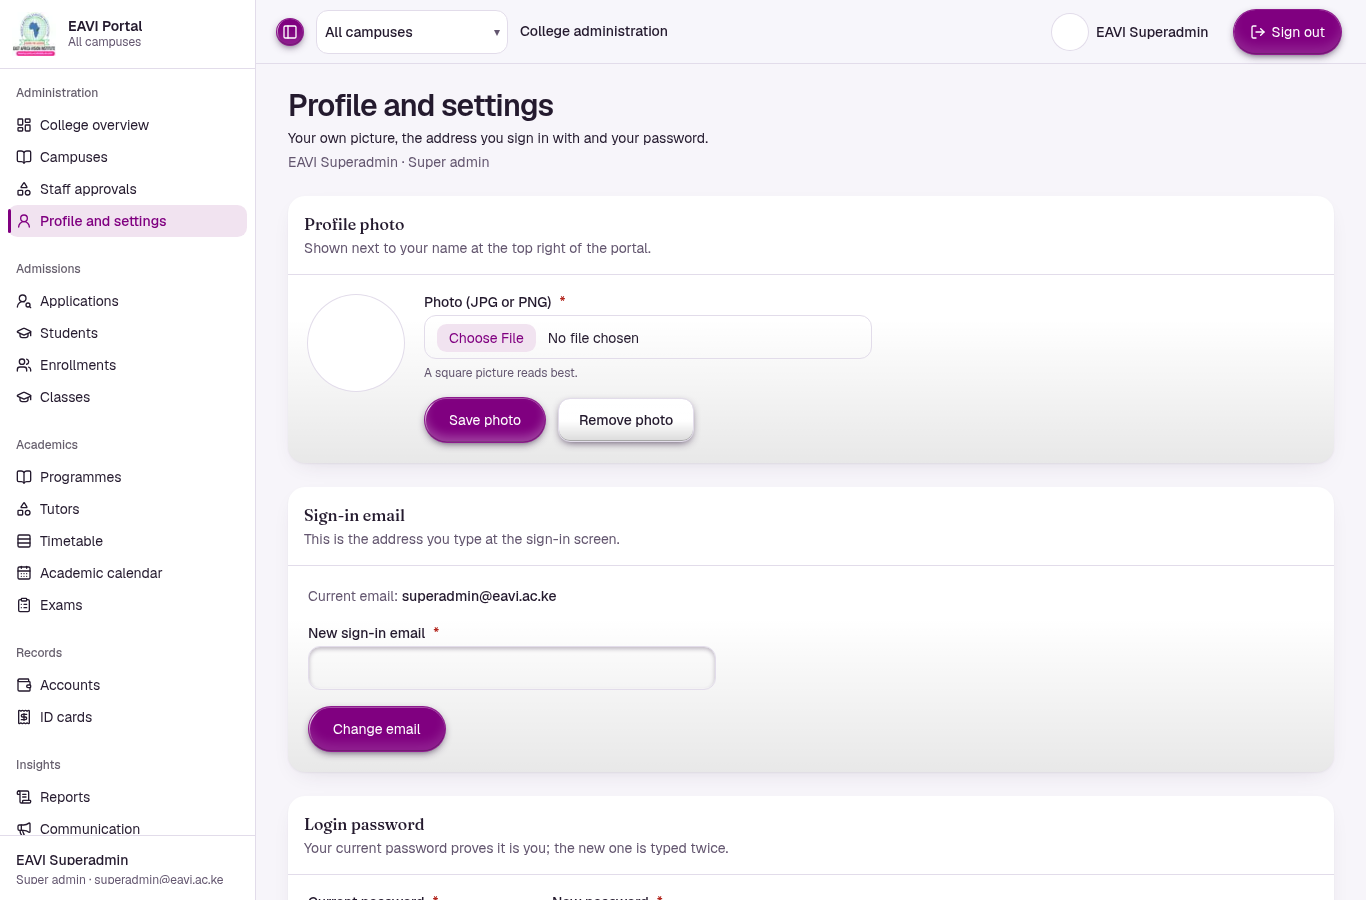 EAVI Portal
All campuses
Administration
College overview
Campuses
Staff approvals
Profile and settings
Admissions
Applications
Students
Enrollments
Classes
Academics
Programmes
Tutors
Timetable
Academic calendar
Exams
Records
Accounts
ID cards
Insights
Reports
Communication
EAVI Superadmin
Super admin · superadmin@eavi.ac.ke
All campuses
College administration
EAVI Superadmin
Sign out
Profile and settings
Your own picture, the address you sign in with and your password.
EAVI Superadmin · Super admin
Profile photo
Shown next to your name at the top right of the portal.
Photo (JPG or PNG) *
Choose File No file chosen
A square picture reads best.
Save photo
Remove photo
Sign-in email
This is the address you type at the sign-in screen.
Current email: superadmin@eavi.ac.ke
New sign-in email *
Change email
Login password
Your current password proves it is you; the new one is typed twice.
Current password * New password *